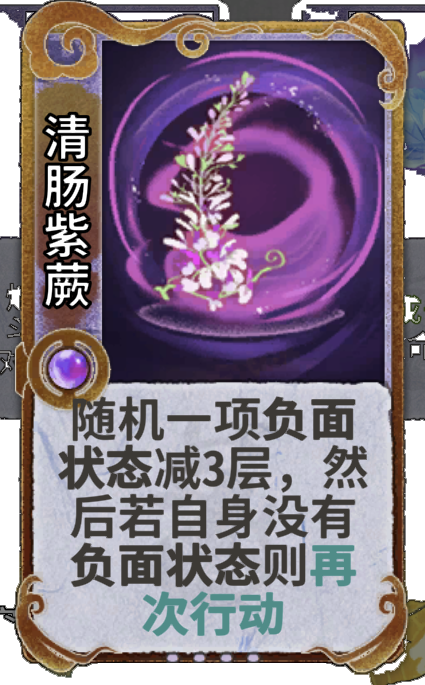 清肠紫蕨
随机一项负面
状态减3层，然
后若自身没有
负面状态则再
次行动